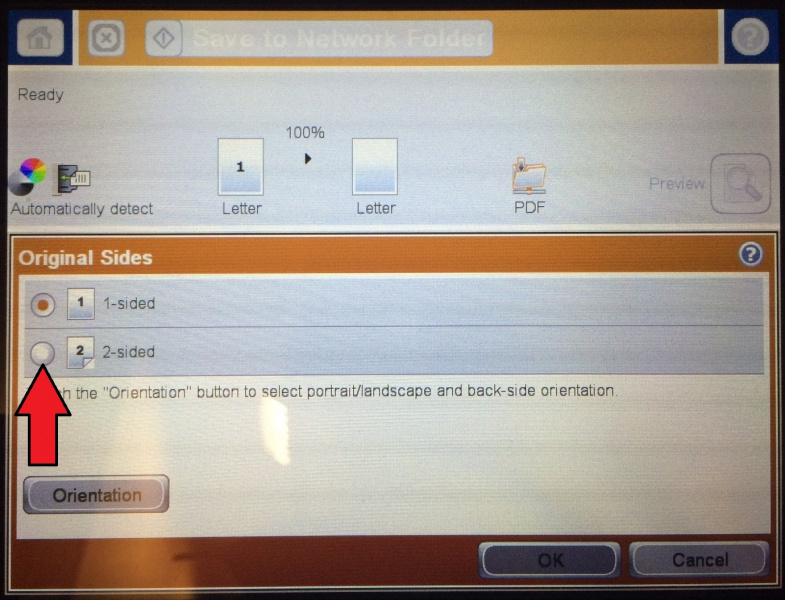 Save to Network Folder
?
Ready
100%
1
Automatically detect
Letter
Letter
PDF
Preview
Original Sides
?
1 1-sided
2 2-sided
the "Orientation" button to select portrait/landscape and back-side orientation.
Orientation
OK
Cancel